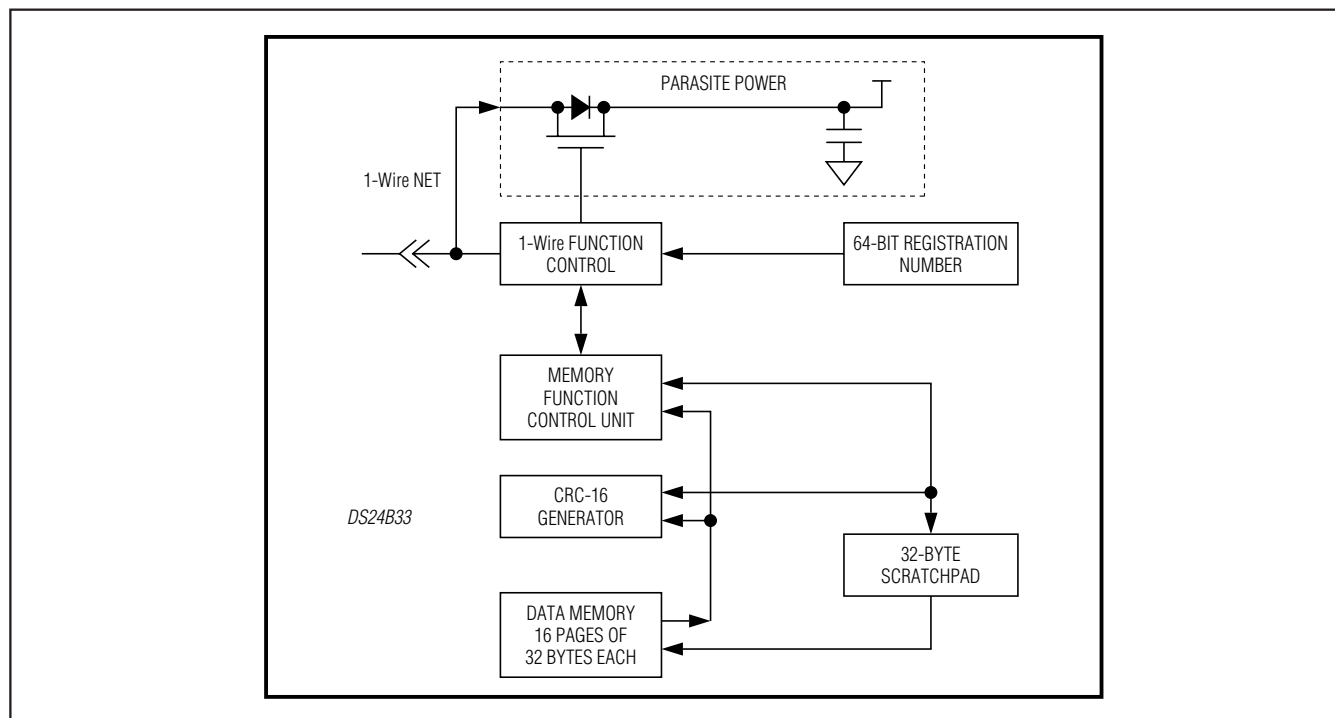 PARASITE POWER
1-Wire NET
1-Wire FUNCTION
CONTROL
64-BIT REGISTRATION
NUMBER
MEMORY
FUNCTION
CONTROL UNIT
CRC-16
GENERATOR
DS24B33
32-BYTE
SCRATCHPAD
DATA MEMORY
16 PAGES OF
32 BYTES EACH